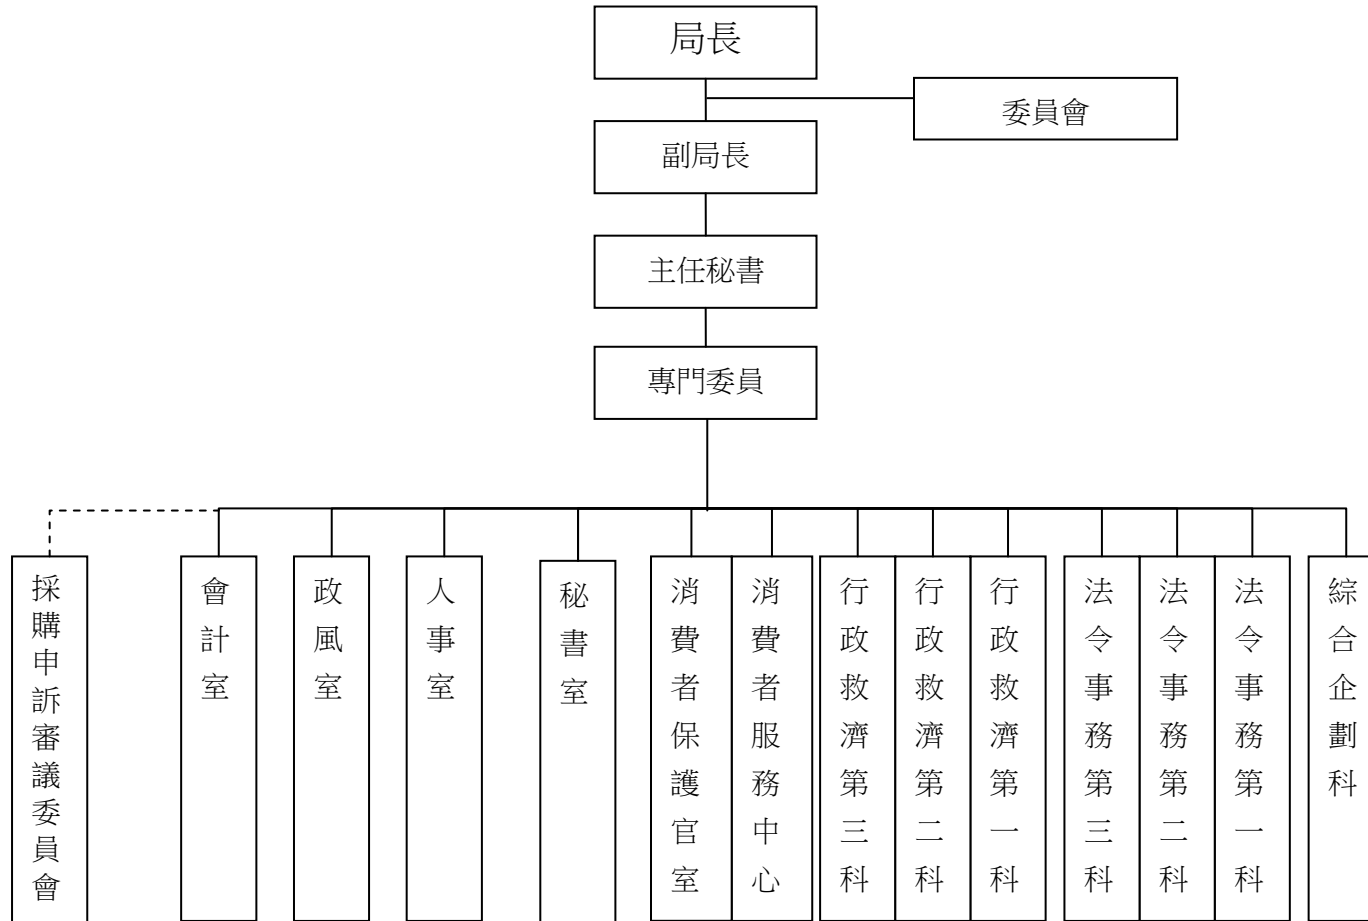 局長
委員會
副局長
主任秘書
專門委員
採購申訴審議委員會
會計室
政風室
人事室
秘書室
消費者保護官室
消費者服務中心
行政救濟第三科
行政救濟第二科
行政救濟第一科
法令事務第三科
法令事務第二科
法令事務第一科
綜合企劃科